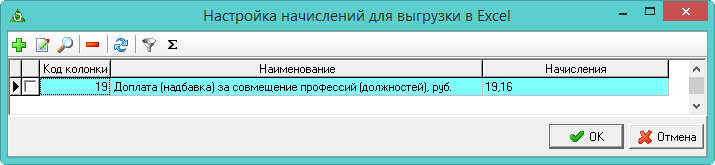 Настройка начислений для выгрузки в Excel
Σ
Код колонки Наименование Начисления
19 Доплата (надбавка) за совмещение профессий (должностей), руб. 19,16
OK Отмена